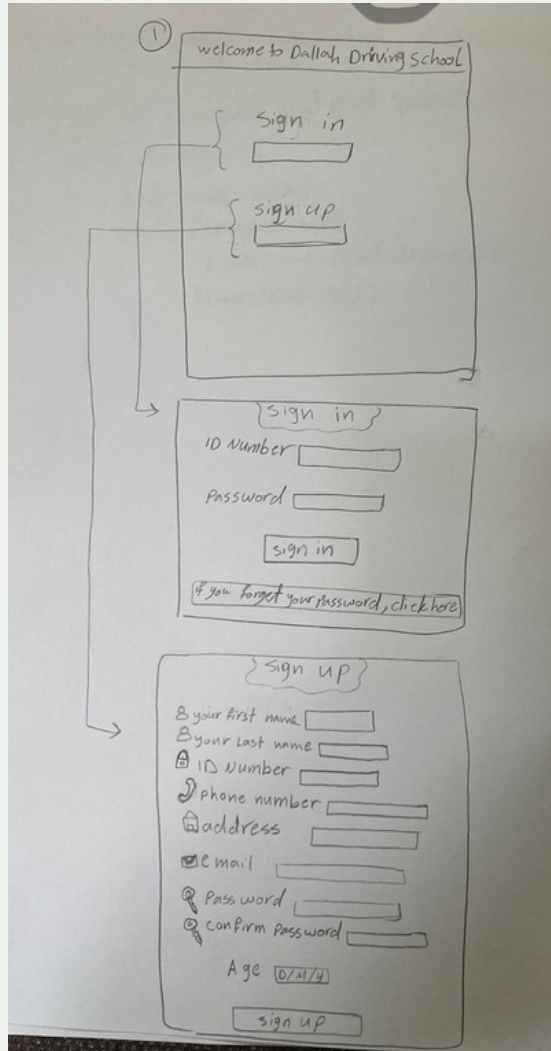 1
welcome to Dallah Driving School
Sign in
sign up
sign in
ID Number
Password
sign in
if you forget your Password, click here
sign up
your first name
your Last name
ID Number
phone number
address
email
Password
confirm Password
Age D/M/Y
sign up